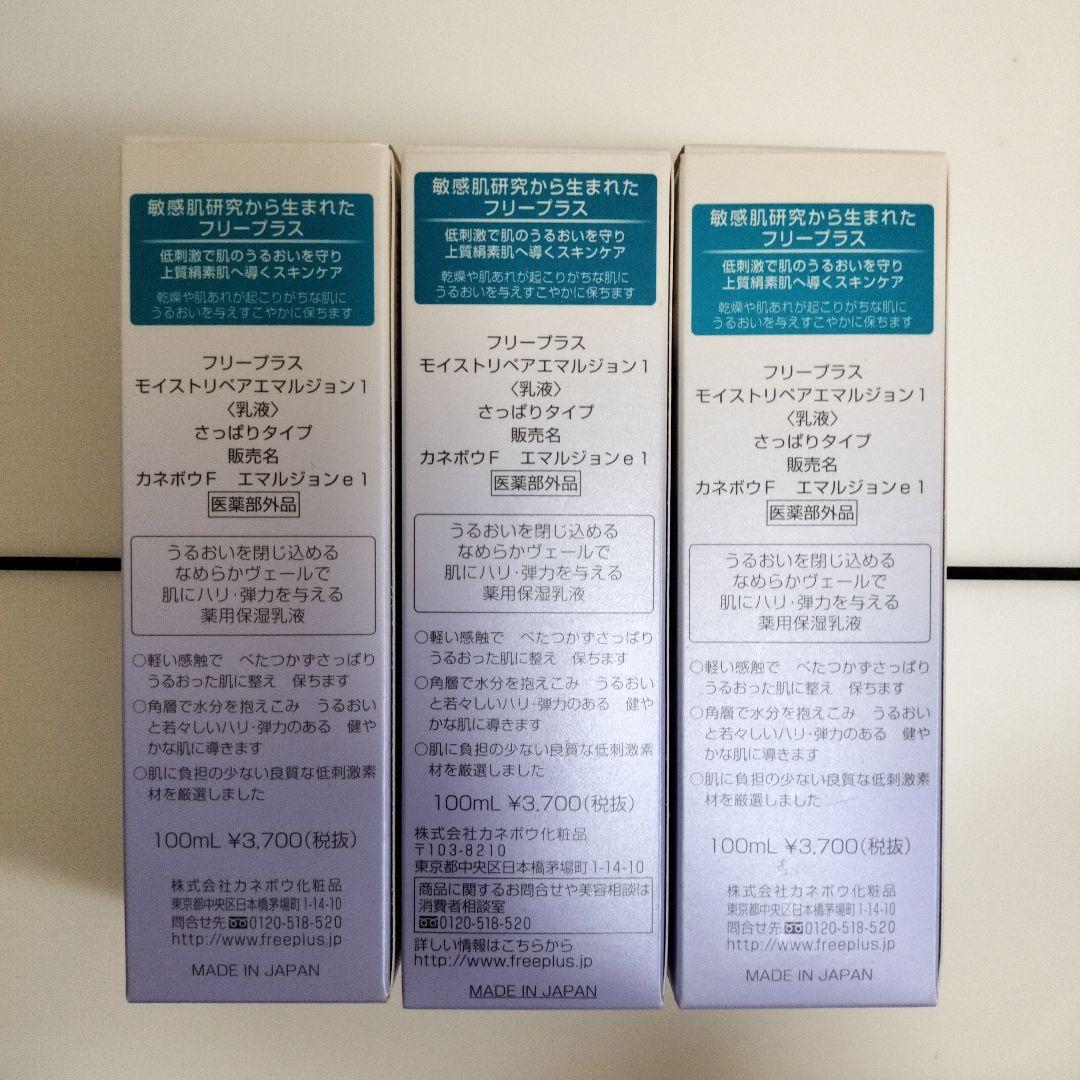 敏感肌研究から生まれた
フリープラス
低刺激で肌のうるおいを守り
上質絹素肌へ導くスキンケア
乾燥や肌あれが起こりがちな肌に
うるおいを与えすこやかに保ちます
フリープラス
モイストリペアエマルジョン1
〈乳液〉
さっぱりタイプ
販売名
カネボウF エマルジョンe1
医薬部外品
うるおいを閉じ込める
なめらかヴェールで
肌にハリ・弾力を与える
薬用保湿乳液
○軽い感触で べたつかずさっぱり
うるおった肌に整え 保ちます
○角層で水分を抱えこみ うるおい
と若々しいハリ・弾力のある 健や
かな肌に導きます
○肌に負担の少ない良質な低刺激素
材を厳選しました
100mL ¥3,700(税抜)
株式会社カネボウ化粧品
東京都中央区日本橋茅場町1-14-10
問合せ先 0120-518-520
http://www.freeplus.jp
MADE IN JAPAN
敏感肌研究から生まれた
フリープラス
低刺激で肌のうるおいを守り
上質絹素肌へ導くスキンケア
乾燥や肌あれが起こりがちな肌に
うるおいを与えすこやかに保ちます
フリープラス
モイストリペアエマルジョン1
〈乳液〉
さっぱりタイプ
販売名
カネボウF エマルジョンe1
医薬部外品
うるおいを閉じ込める
なめらかヴェールで
肌にハリ・弾力を与える
薬用保湿乳液
○軽い感触で べたつかずさっぱり
うるおった肌に整え 保ちます
○角層で水分を抱えこみ うるおい
と若々しいハリ・弾力のある 健や
かな肌に導きます
○肌に負担の少ない良質な低刺激素
材を厳選しました
100mL ¥3,700(税抜)
株式会社カネボウ化粧品
〒103-8210
東京都中央区日本橋茅場町1-14-10
商品に関するお問合せや美容相談は
消費者相談室
0120-518-520
詳しい情報はこちらから
http://www.freeplus.jp
MADE IN JAPAN
敏感肌研究から生まれた
フリープラス
低刺激で肌のうるおいを守り
上質絹素肌へ導くスキンケア
乾燥や肌あれが起こりがちな肌に
うるおいを与えすこやかに保ちます
フリープラス
モイストリペアエマルジョン1
〈乳液〉
さっぱりタイプ
販売名
カネボウF エマルジョンe1
医薬部外品
うるおいを閉じ込める
なめらかヴェールで
肌にハリ・弾力を与える
薬用保湿乳液
○軽い感触で べたつかずさっぱり
うるおった肌に整え 保ちます
○角層で水分を抱えこみ うるおい
と若々しいハリ・弾力のある 健や
かな肌に導きます
○肌に負担の少ない良質な低刺激素
材を厳選しました
100mL ¥3,700(税抜)
株式会社カネボウ化粧品
東京都中央区日本橋茅場町1-14-10
問合せ先 0120-518-520
http://www.freeplus.jp
MADE IN JAPAN